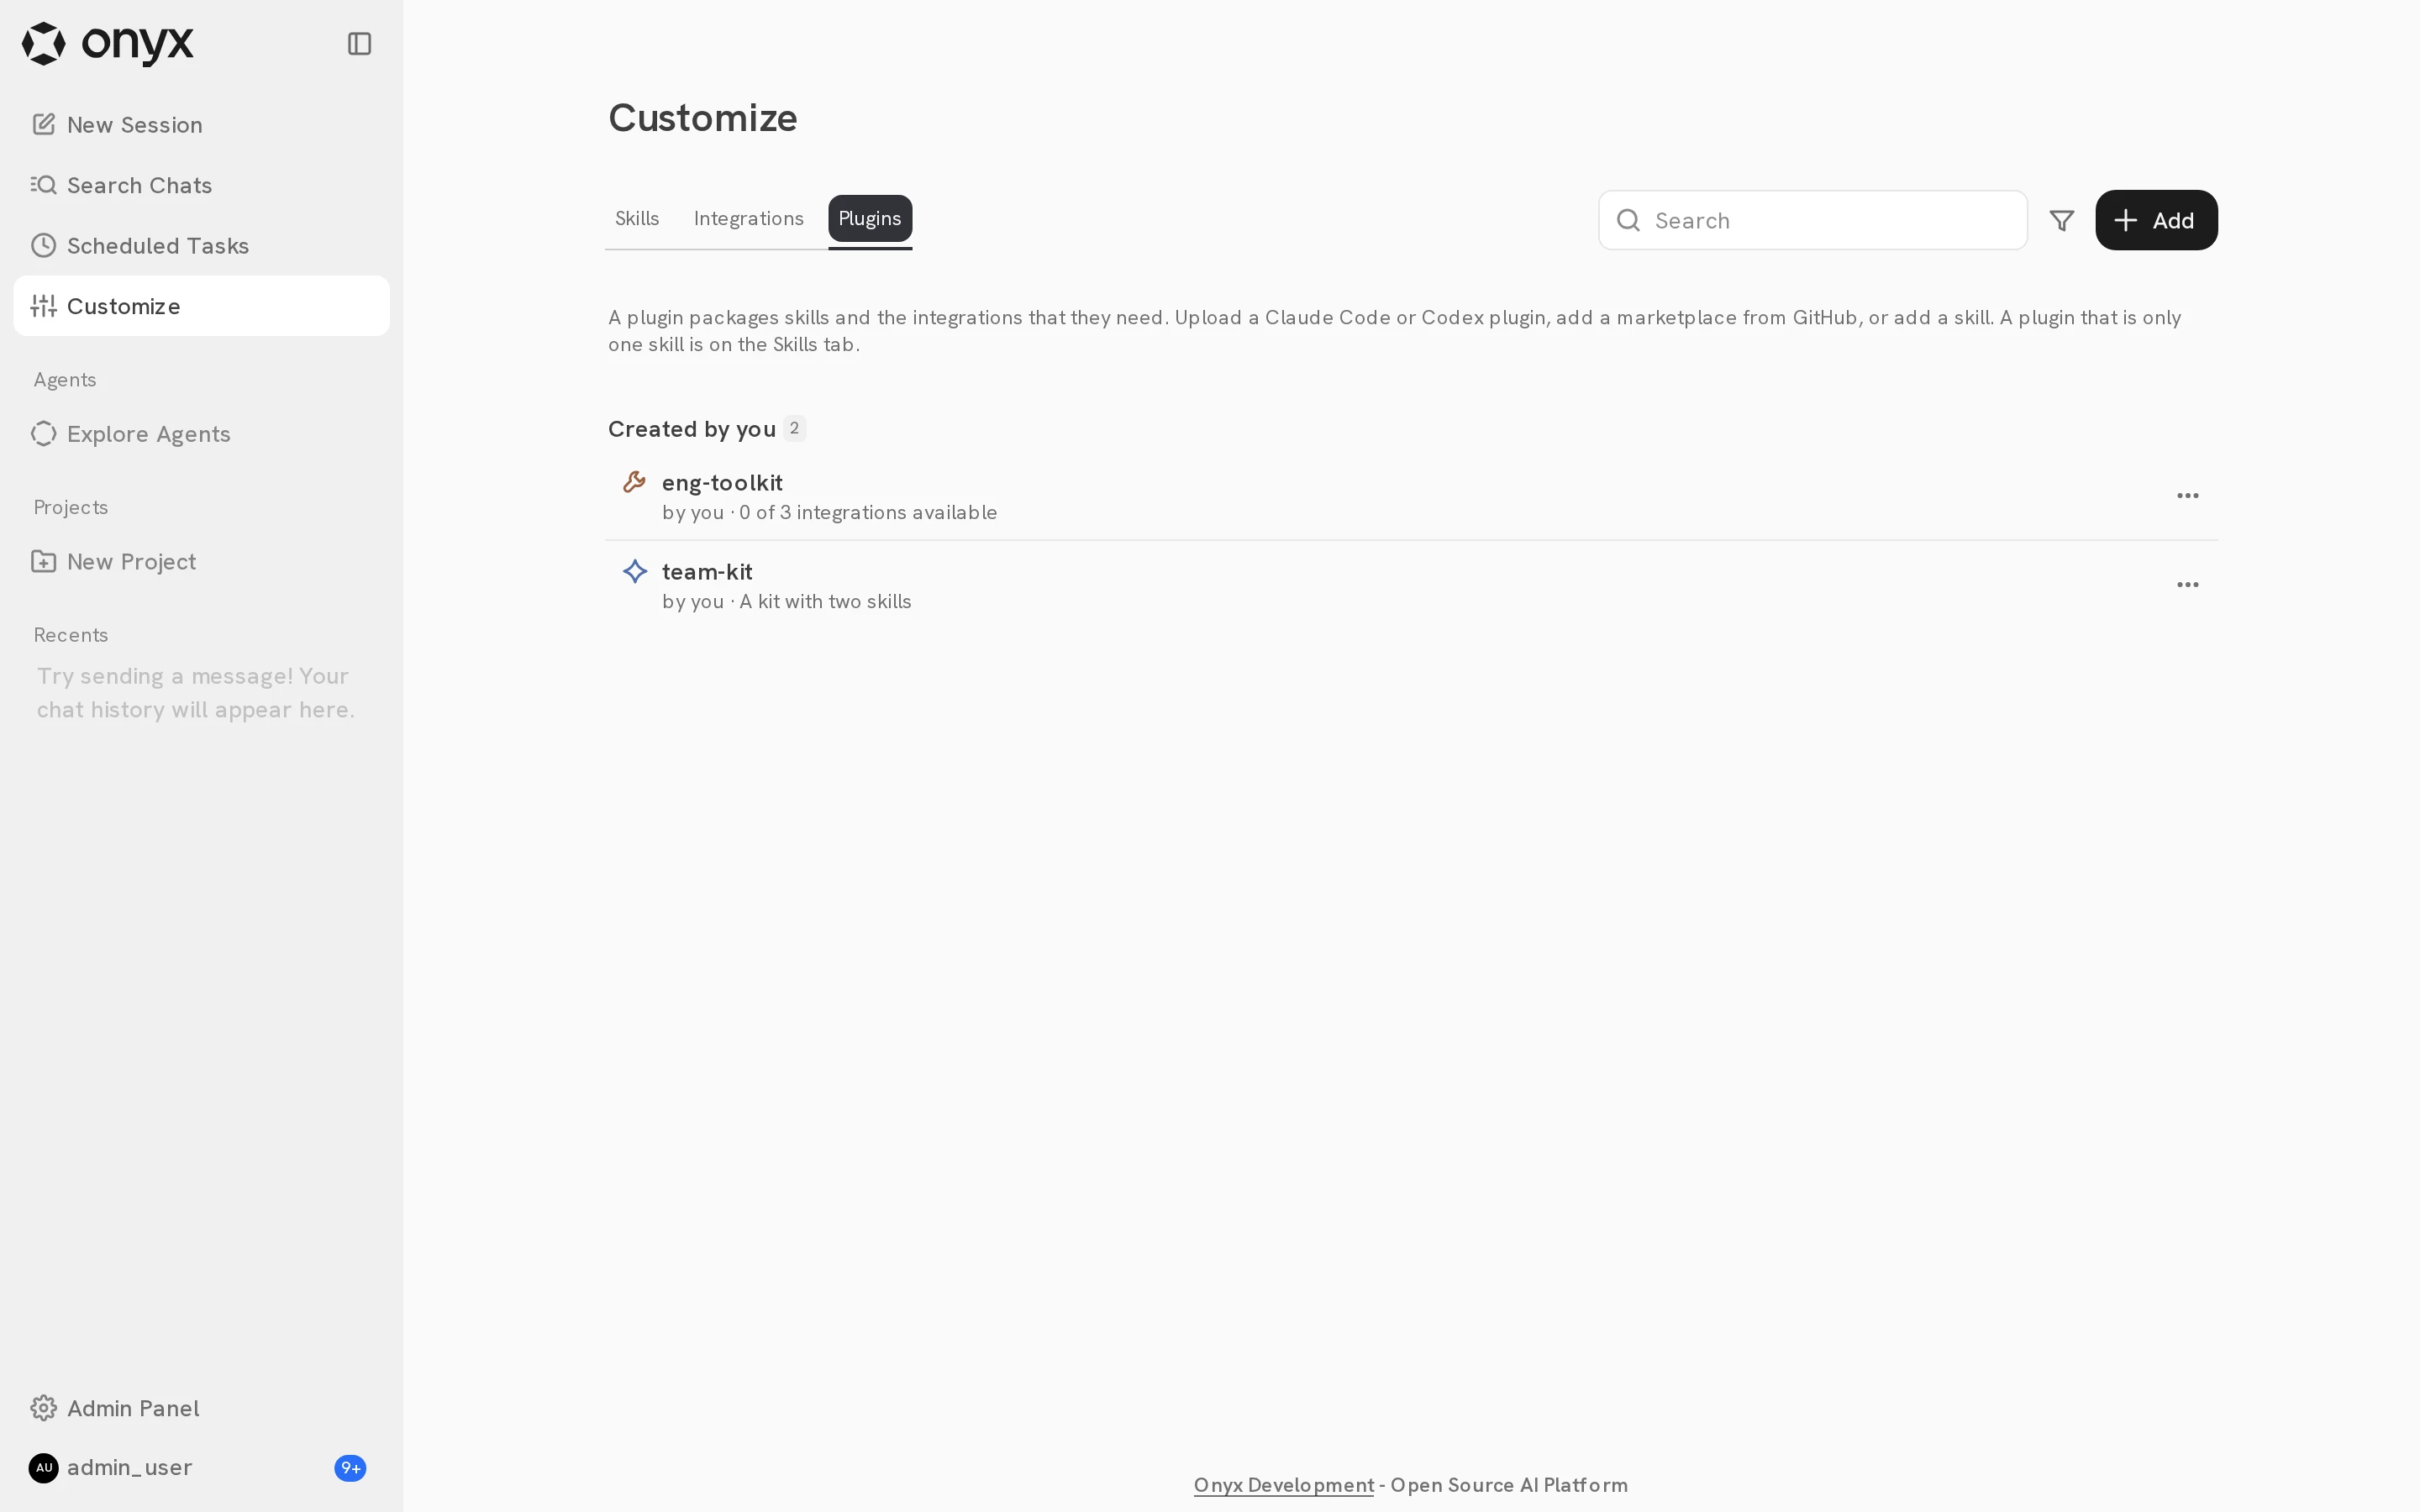 onyx
New Session
Search Chats
Scheduled Tasks
Customize
Agents
Explore Agents
Projects
New Project
Recents
Try sending a message! Your
chat history will appear here.
Admin Panel
AU admin_user 9+
Customize
Skills Integrations Plugins
Search
Add
A plugin packages skills and the integrations that they need. Upload a Claude Code or Codex plugin, add a marketplace from GitHub, or add a skill. A plugin that is only
one skill is on the Skills tab.
Created by you 2
eng-toolkit
by you · 0 of 3 integrations available
team-kit
by you · A kit with two skills
Onyx Development - Open Source AI Platform